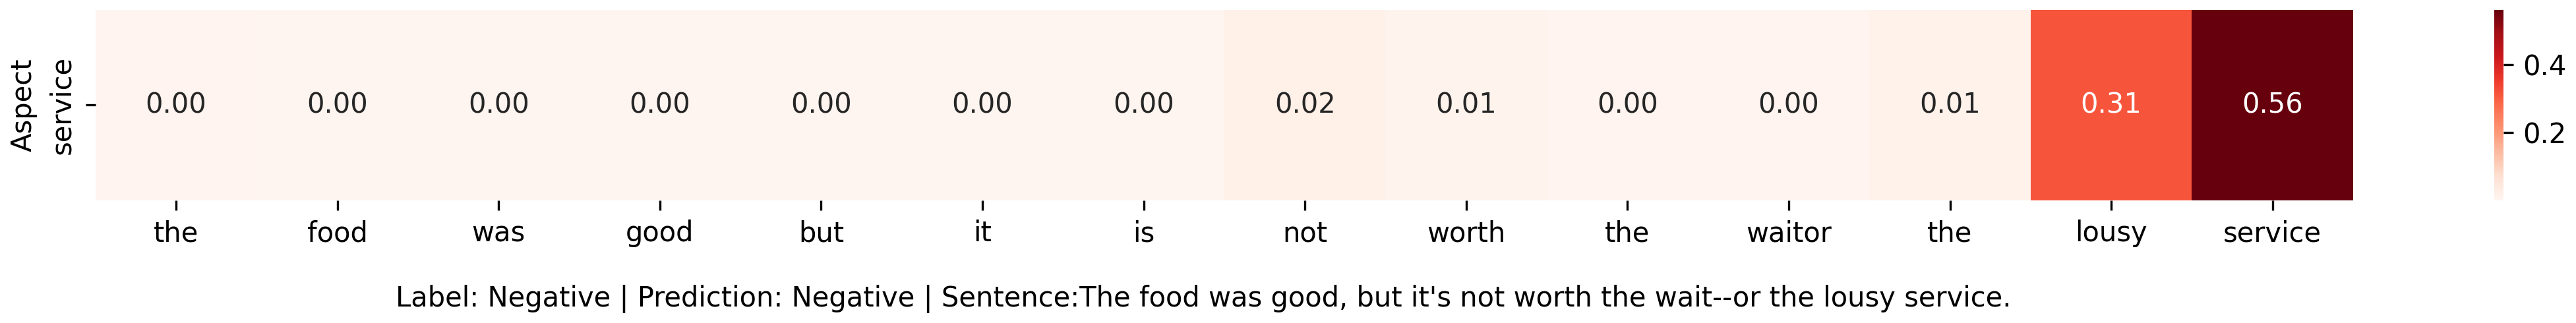 Aspect
service
0.00 0.00 0.00 0.00 0.00 0.00 0.00 0.02 0.01 0.00 0.00 0.01 0.31 0.56
0.4
0.2
the food was good but it is not worth the waitor the lousy service
Label: Negative | Prediction: Negative | Sentence:The food was good, but it's not worth the wait--or the lousy service.